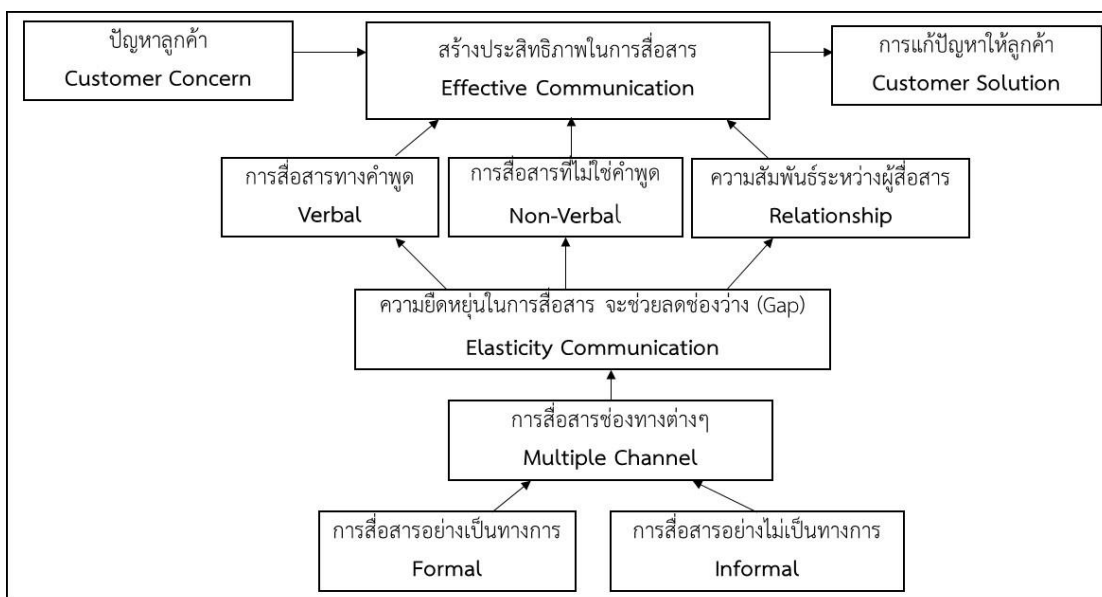 ปัญหาลูกค้า
Customer Concern
สร้างประสิทธิภาพในการสื่อสาร
Effective Communication
การแก้ปัญหาให้ลูกค้า
Customer Solution
การสื่อสารทางคำพูด
Verbal
การสื่อสารที่ไม่ใช่คำพูด
Non-Verbal
ความสัมพันธ์ระหว่างผู้สื่อสาร
Relationship
ความยืดหยุ่นในการสื่อสาร จะช่วยลดช่องว่าง (Gap)
Elasticity Communication
การสื่อสารช่องทางต่างๆ
Multiple Channel
การสื่อสารอย่างเป็นทางการ
Formal
การสื่อสารอย่างไม่เป็นทางการ
Informal